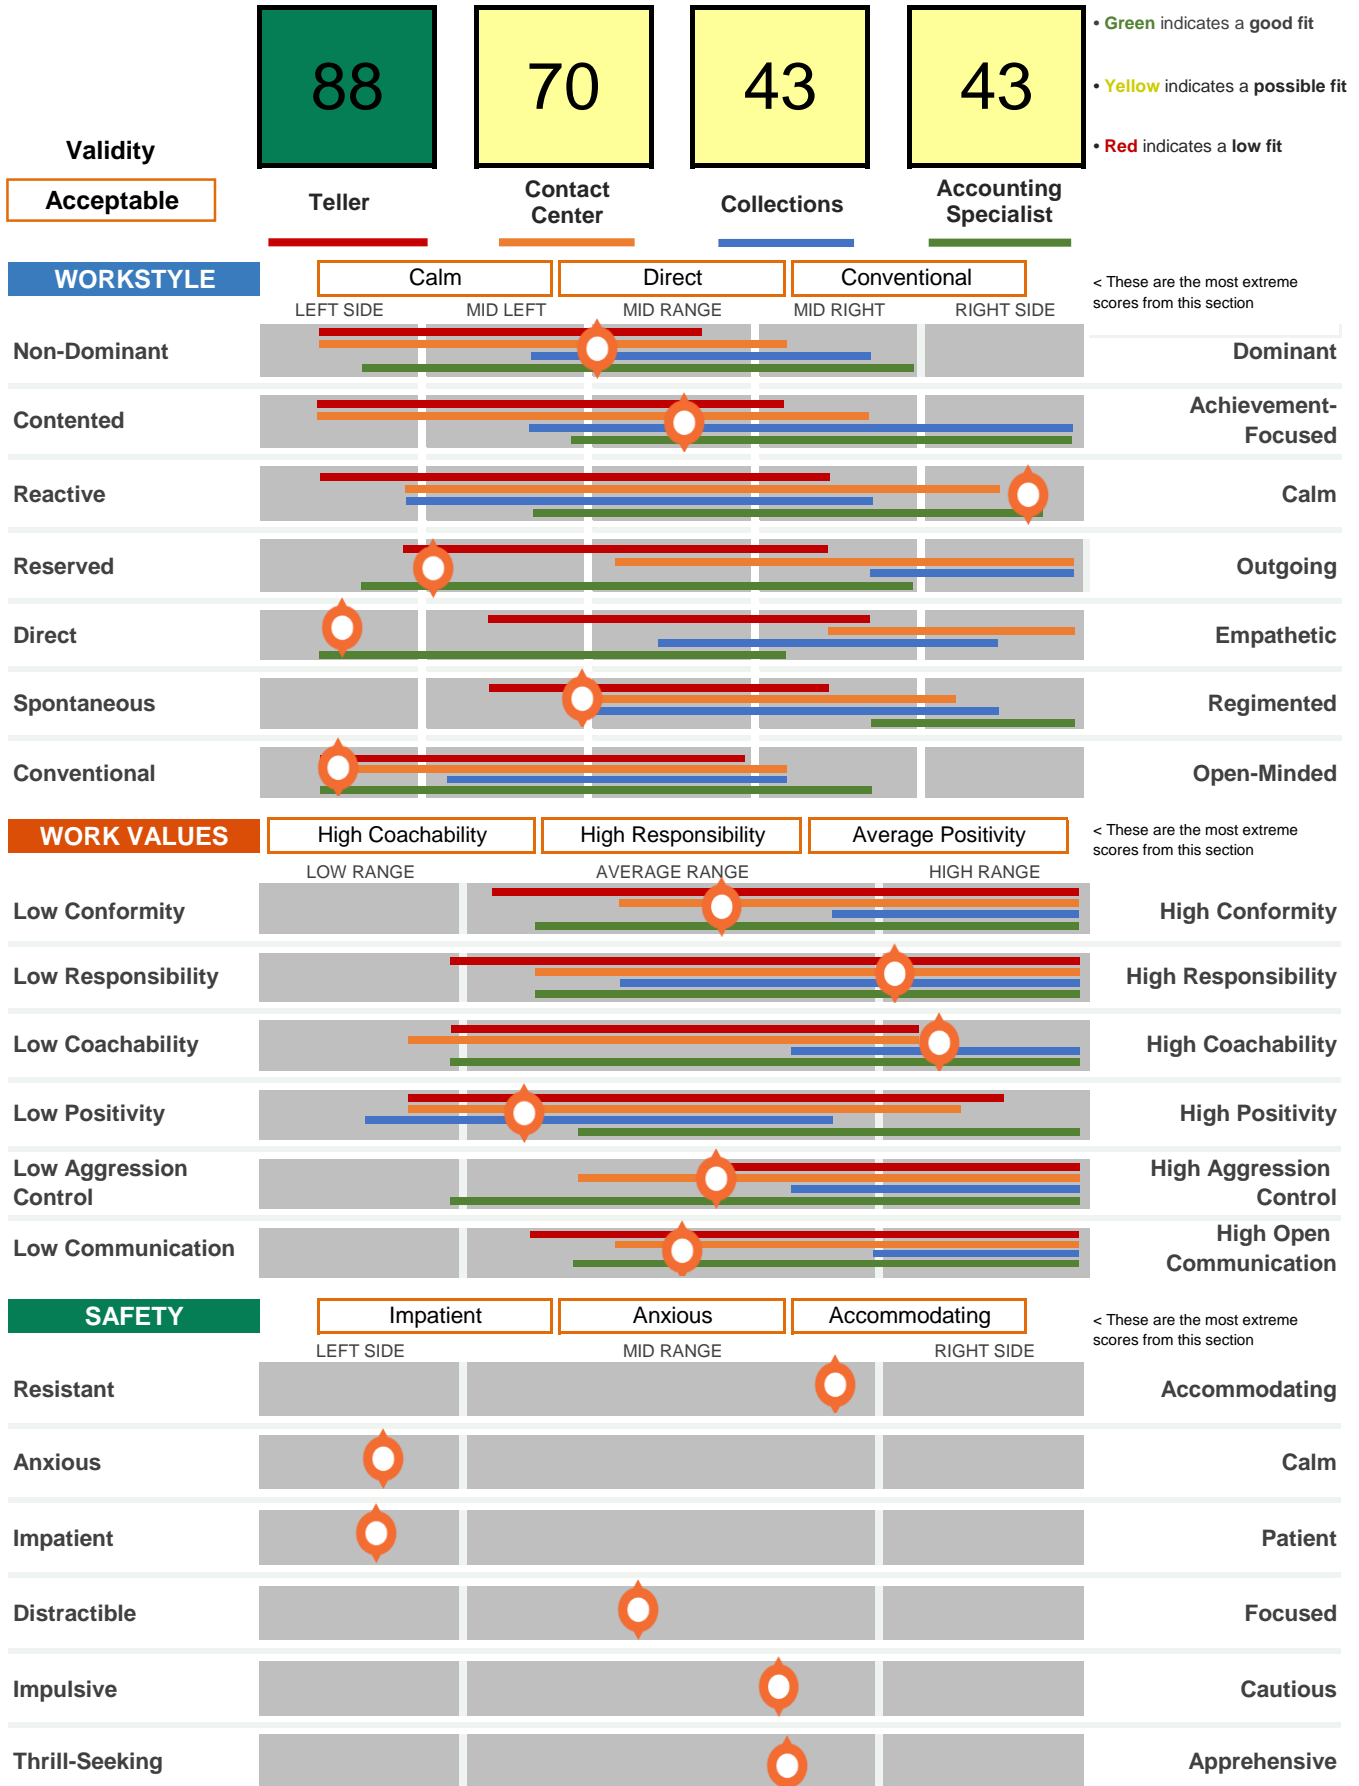 88
70
43
43
• Green indicates a good fit
• Yellow indicates a possible fit
• Red indicates a low fit
Validity
Acceptable
Teller
Contact
Center
Collections
Accounting
Specialist
WORKSTYLE
Calm
Direct
Conventional
< These are the most extreme
scores from this section
LEFT SIDE
MID LEFT
MID RANGE
MID RIGHT
RIGHT SIDE
Non-Dominant
Dominant
Contented
Achievement-
Focused
Reactive
Calm
Reserved
Outgoing
Direct
Empathetic
Spontaneous
Regimented
Conventional
Open-Minded
WORK VALUES
High Coachability
High Responsibility
Average Positivity
< These are the most extreme
scores from this section
LOW RANGE
AVERAGE RANGE
HIGH RANGE
Low Conformity
High Conformity
Low Responsibility
High Responsibility
Low Coachability
High Coachability
Low Positivity
High Positivity
Low Aggression
Control
High Aggression
Control
Low Communication
High Open
Communication
SAFETY
Impatient
Anxious
Accommodating
< These are the most extreme
scores from this section
LEFT SIDE
MID RANGE
RIGHT SIDE
Resistant
Accommodating
Anxious
Calm
Impatient
Patient
Distractible
Focused
Impulsive
Cautious
Thrill-Seeking
Apprehensive